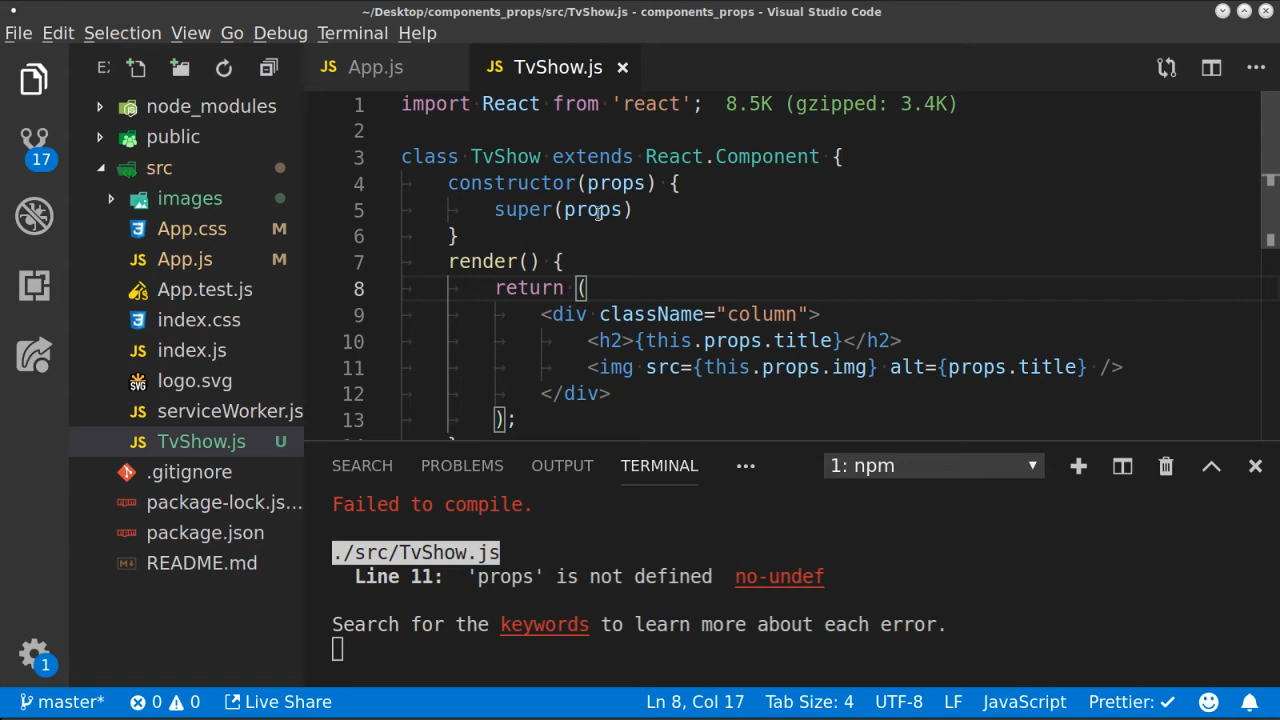 ~/Desktop/components_props/src/TvShow.js - components_props - Visual Studio Code
File Edit Selection View Go Debug Terminal Help
E:
JS App.js
JS TvShow.js ×
node_modules
public
17
src
images
App.css M
JS App.js M
App.test.js
index.css
JS index.js
SVG logo.svg
JS serviceWorker.js
JS TvShow.js U
.gitignore
package-lock.js...
package.json
README.md
1
1 import React from 'react'; 8.5K (gzipped: 3.4K)
2
3 class TvShow extends React.Component {
4 constructor(props) {
5 super(props)
6 }
7 render() {
8 return (
9 <div className="column">
10 <h2>{this.props.title}</h2>
11 <img src={this.props.img} alt={props.title} />
12 </div>
13 );
SEARCH PROBLEMS OUTPUT TERMINAL ••• 1: npm
Failed to compile.
./src/TvShow.js
Line 11: 'props' is not defined no-undef
Search for the keywords to learn more about each error.
master* 0 0 Live Share Ln 8, Col 17 Tab Size: 4 UTF-8 LF JavaScript Prettier: ✓